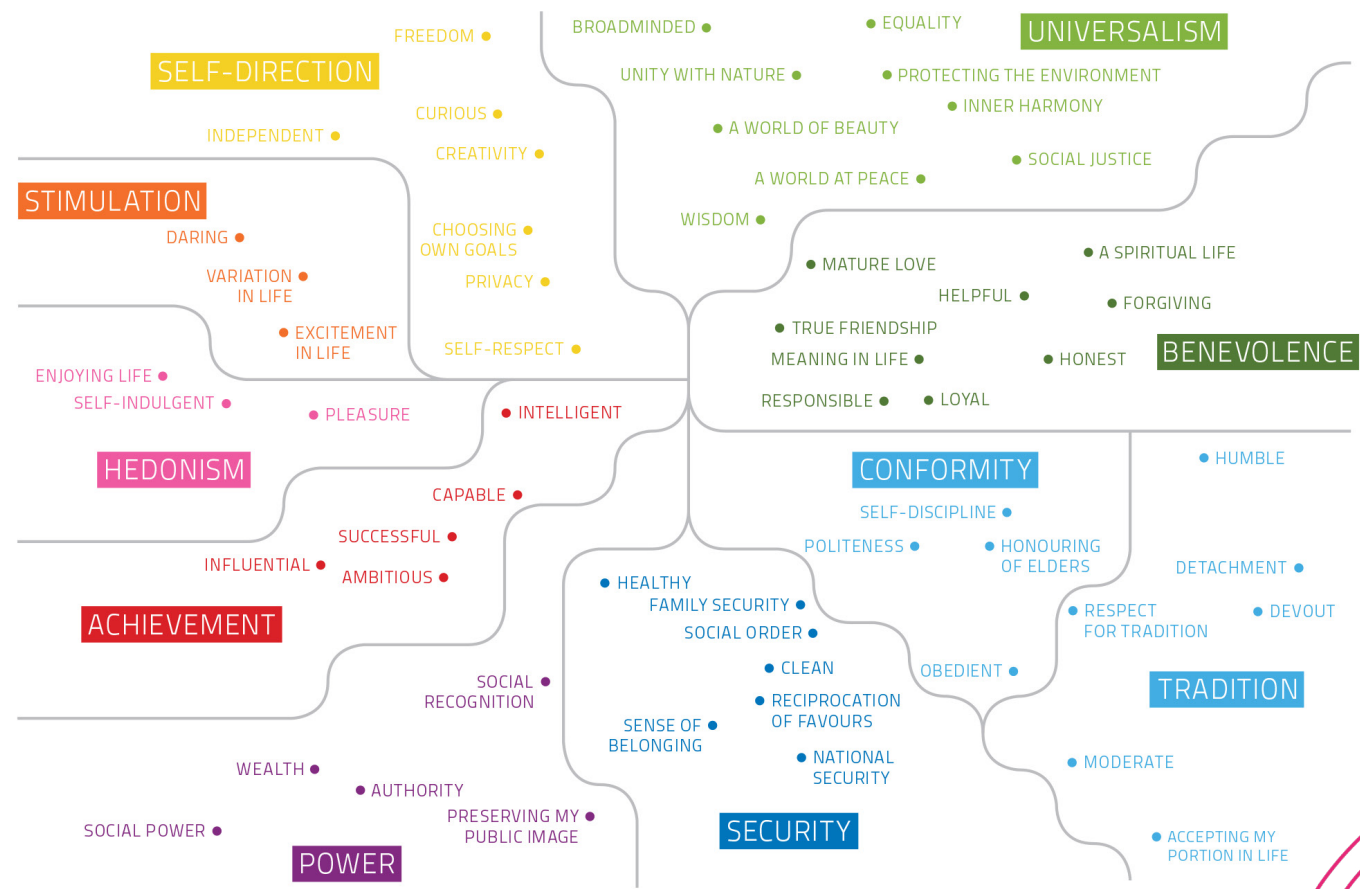 SELF-DIRECTION
FREEDOM
CURIOUS
INDEPENDENT
CREATIVITY
CHOOSING
OWN GOALS
PRIVACY
SELF-RESPECT
UNIVERSALISM
BROADMINDED
EQUALITY
UNITY WITH NATURE
PROTECTING THE ENVIRONMENT
INNER HARMONY
A WORLD OF BEAUTY
SOCIAL JUSTICE
A WORLD AT PEACE
WISDOM
STIMULATION
DARING
VARIATION
IN LIFE
EXCITEMENT
IN LIFE
BENEVOLENCE
A SPIRITUAL LIFE
MATURE LOVE
HELPFUL
FORGIVING
TRUE FRIENDSHIP
MEANING IN LIFE
HONEST
RESPONSIBLE
LOYAL
HEDONISM
ENJOYING LIFE
SELF-INDULGENT
PLEASURE
ACHIEVEMENT
INTELLIGENT
CAPABLE
SUCCESSFUL
INFLUENTIAL
AMBITIOUS
CONFORMITY
SELF-DISCIPLINE
POLITENESS
HONOURING
OF ELDERS
OBEDIENT
TRADITION
HUMBLE
DETACHMENT
RESPECT
FOR TRADITION
DEVOUT
MODERATE
ACCEPTING MY
PORTION IN LIFE
SECURITY
HEALTHY
FAMILY SECURITY
SOCIAL ORDER
CLEAN
RECIPROCATION
OF FAVOURS
SENSE OF
BELONGING
NATIONAL
SECURITY
POWER
SOCIAL
RECOGNITION
WEALTH
AUTHORITY
PRESERVING MY
PUBLIC IMAGE
SOCIAL POWER